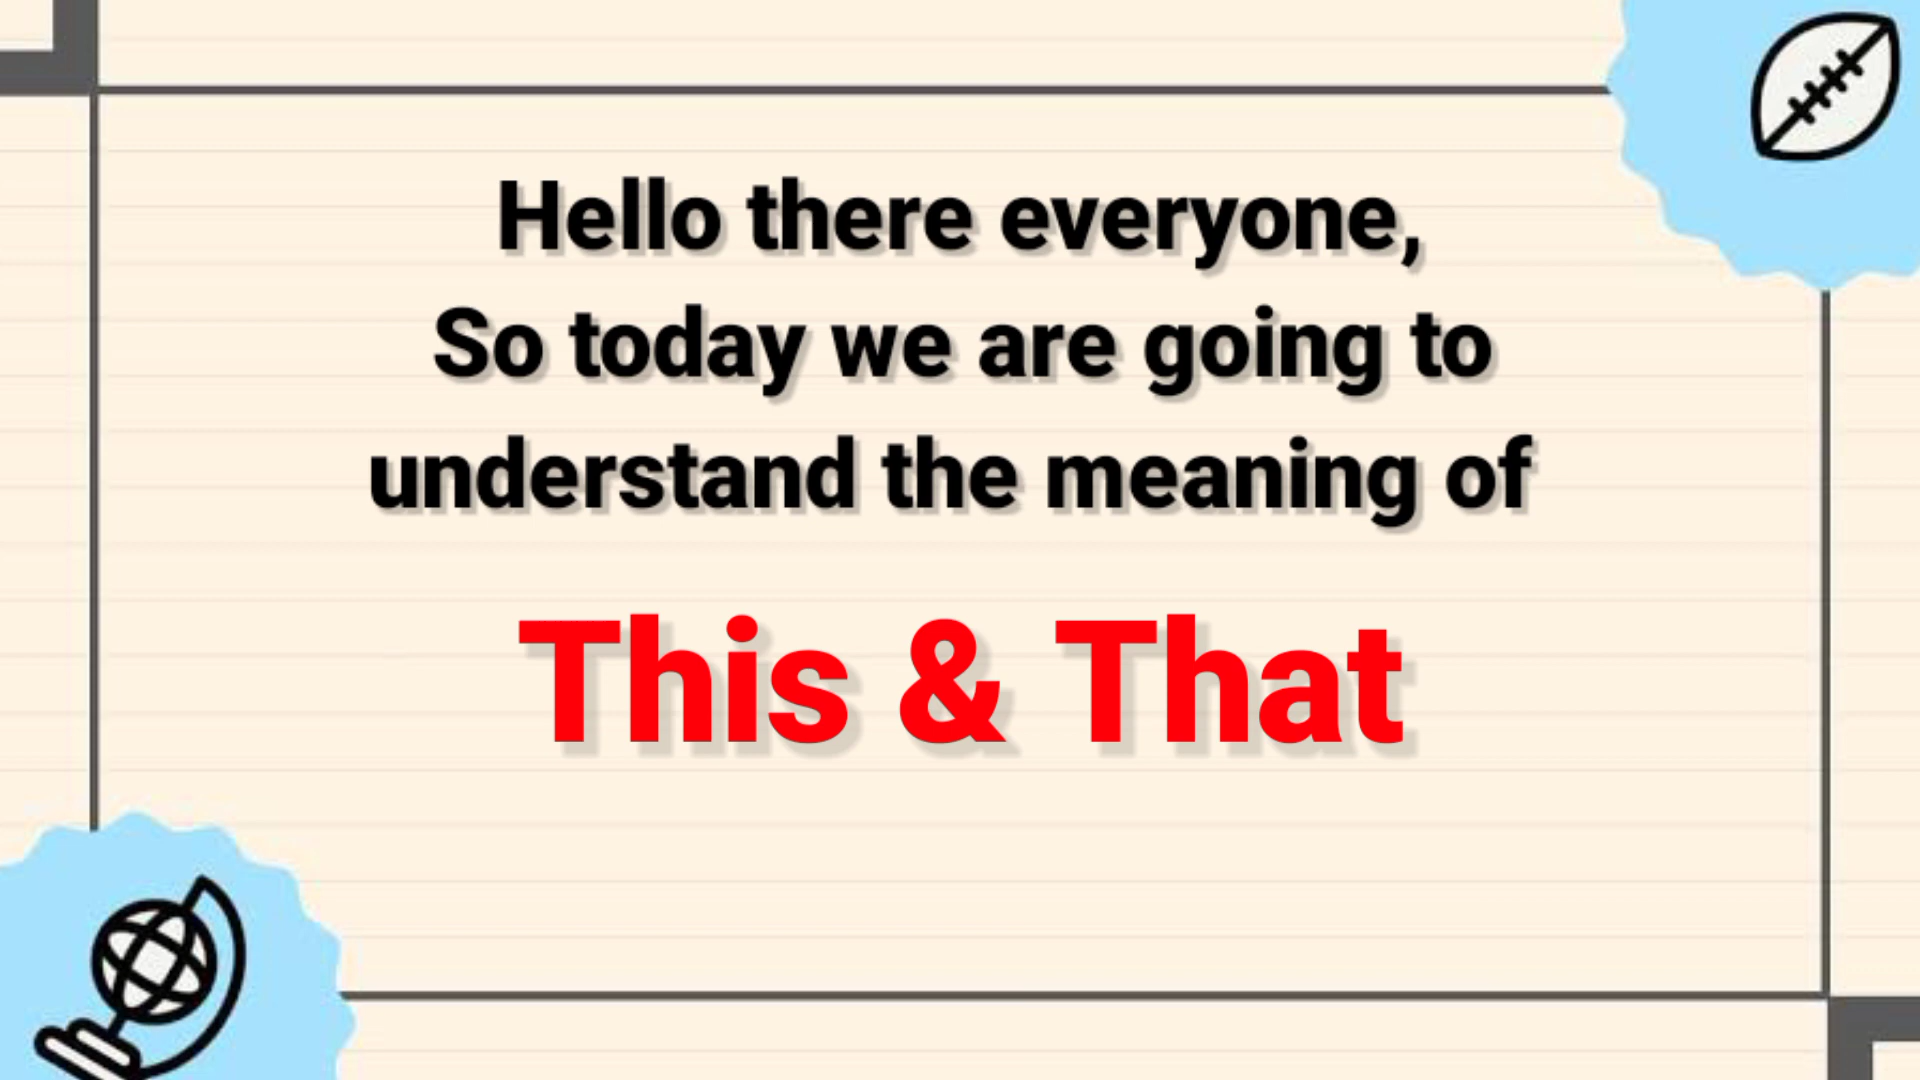 Hello there everyone,
So today we are going to
understand the meaning of
This & That